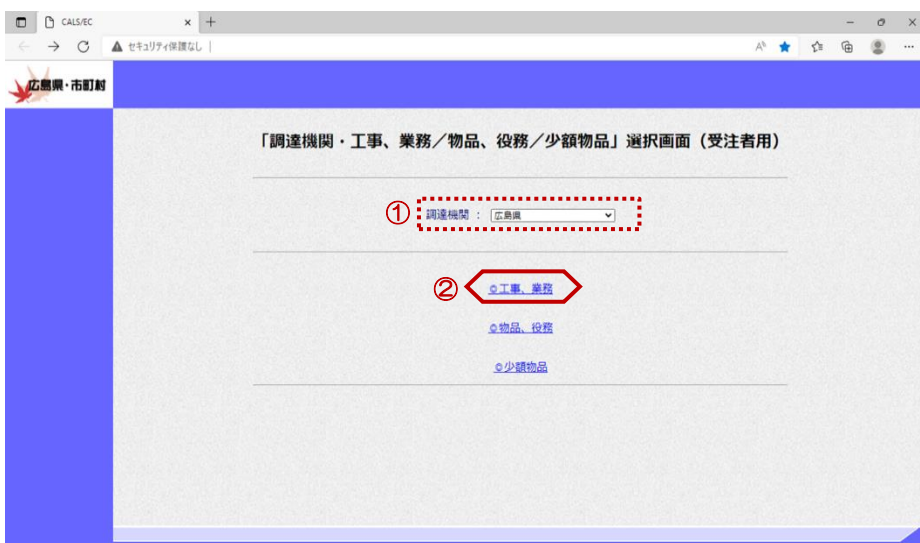 CALS/EC
セキュリティ保護なし
広島県・市町村
「調達機関・工事、業務／物品、役務／少額物品」選択画面（受注者用）
① 調達機関 : 広島県
② ◎工事、業務
◎物品、役務
◎少額物品